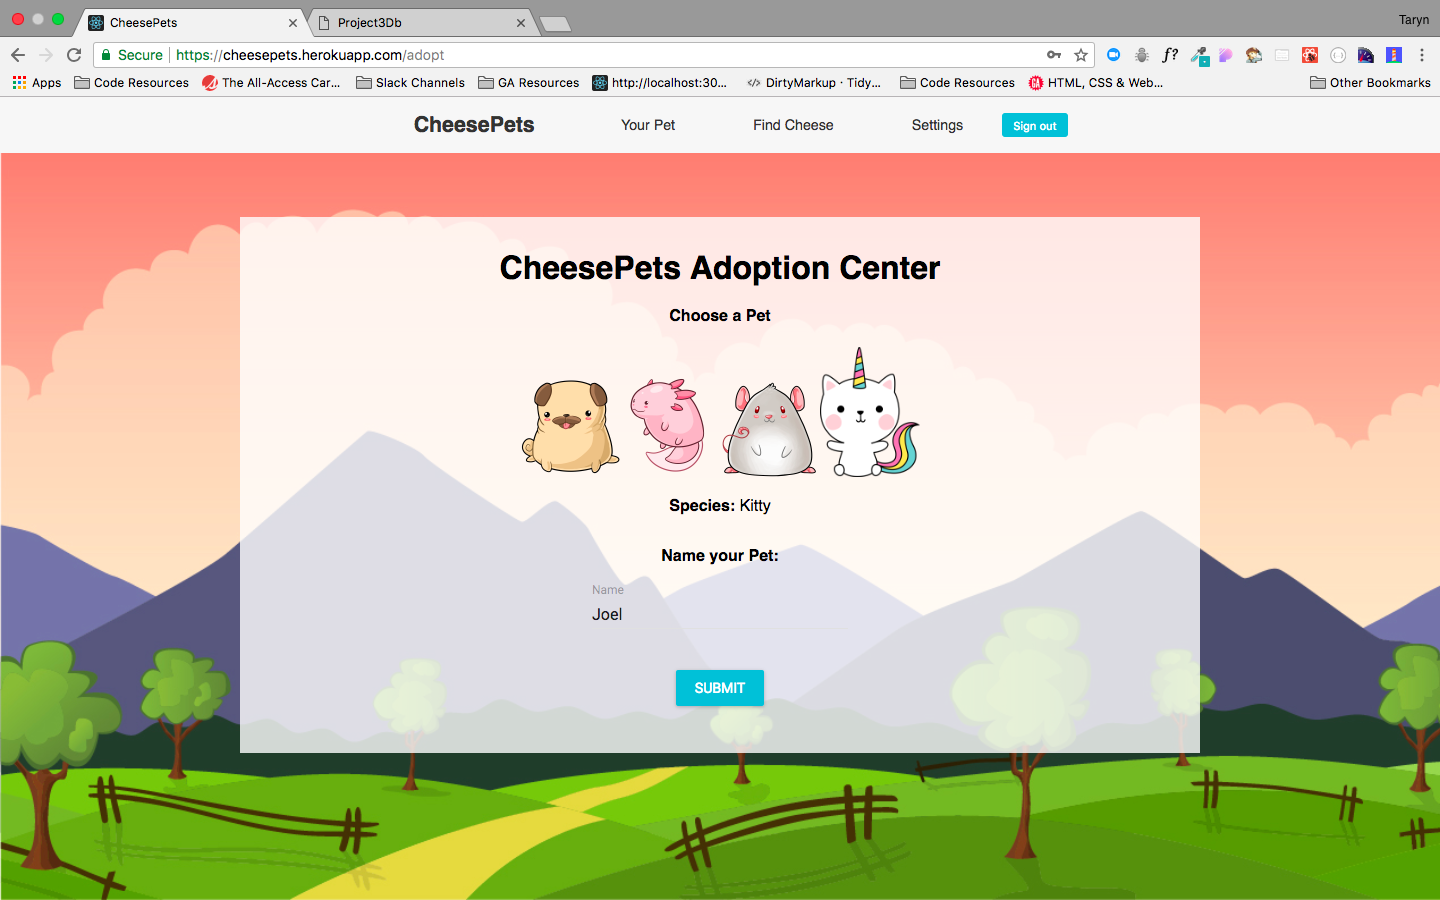 CheesePets
Project3Db
Taryn
Secure
https://cheesepets.herokuapp.com/adopt
f?
Apps
Code Resources
The All-Access Car...
Slack Channels
GA Resources
http://localhost:30...
DirtyMarkup · Tidy...
Code Resources
GA
HTML, CSS & Web...
Other Bookmarks
CheesePets
Your Pet
Find Cheese
Settings
Sign out
CheesePets Adoption Center
Choose a Pet
Species: Kitty
Name your Pet:
Name
Joel
SUBMIT